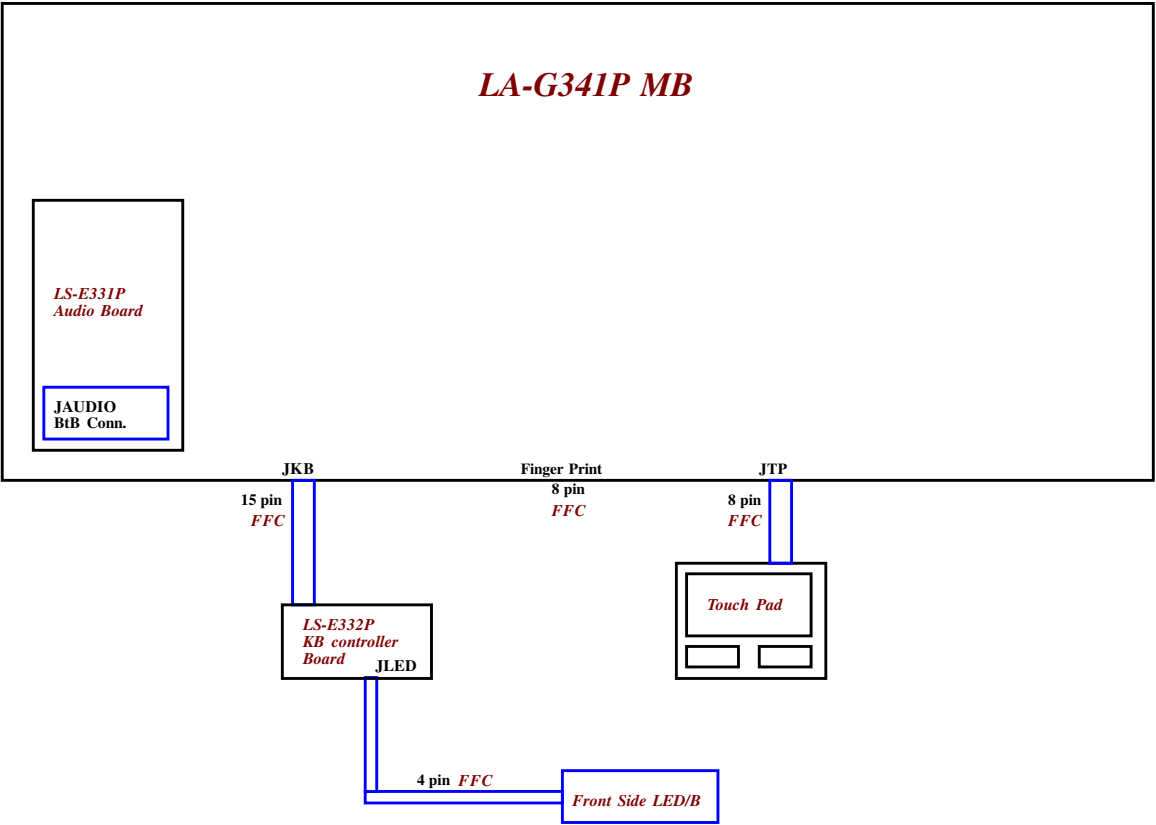 LA-G341P MB
LS-E331P
Audio Board
JAUDIO
BtB Conn.
JKB
Finger Print
JTP
15 pin
FFC
8 pin
FFC
8 pin
FFC
LS-E332P
KB controller
Board
JLED
Touch Pad
4 pin FFC
Front Side LED/B